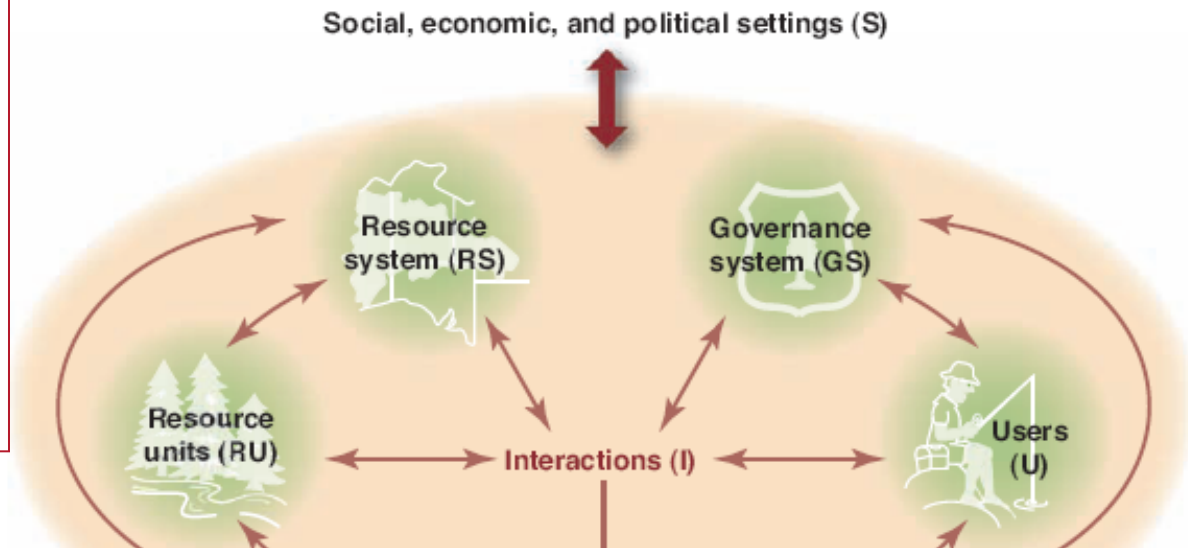 Social, economic, and political settings (S)
Resource
system (RS)
Governance
system (GS)
Resource
units (RU)
Interactions (I)
Users
(U)